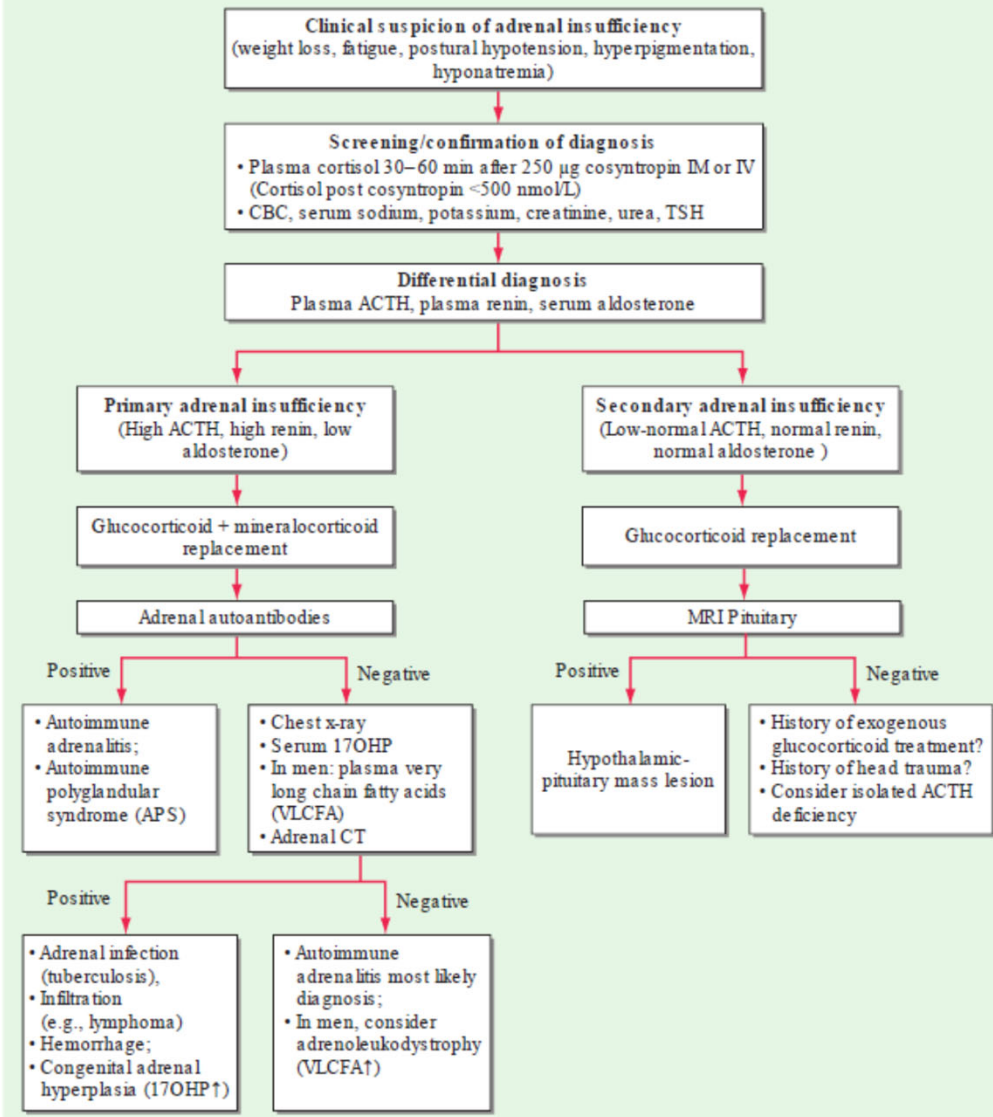 Clinical suspicion of adrenal insufficiency
(weight loss, fatigue, postural hypotension, hyperpigmentation,
hyponatremia)
Screening/confirmation of diagnosis
• Plasma cortisol 30–60 min after 250 μg cosyntropin IM or IV
(Cortisol post cosyntropin <500 nmol/L)
• CBC, serum sodium, potassium, creatinine, urea, TSH
Differential diagnosis
Plasma ACTH, plasma renin, serum aldosterone
Primary adrenal insufficiency
(High ACTH, high renin, low
aldosterone)
Secondary adrenal insufficiency
(Low-normal ACTH, normal renin,
normal aldosterone )
Glucocorticoid + mineralocorticoid
replacement
Glucocorticoid replacement
Adrenal autoantibodies
MRI Pituitary
Positive
Negative
Positive
Negative
• Autoimmune
adrenalitis;
• Autoimmune
polyglandular
syndrome (APS)
• Chest x-ray
• Serum 17OHP
• In men: plasma very
long chain fatty acids
(VLCFA)
• Adrenal CT
Hypothalamic-
pituitary mass lesion
• History of exogenous
glucocorticoid treatment?
• History of head trauma?
• Consider isolated ACTH
deficiency
Positive
Negative
• Adrenal infection
(tuberculosis),
• Infiltration
(e.g., lymphoma)
• Hemorrhage;
• Congenital adrenal
hyperplasia (17OHP↑)
• Autoimmune
adrenalitis most likely
diagnosis;
• In men, consider
adrenoleukodystrophy
(VLCFA↑)